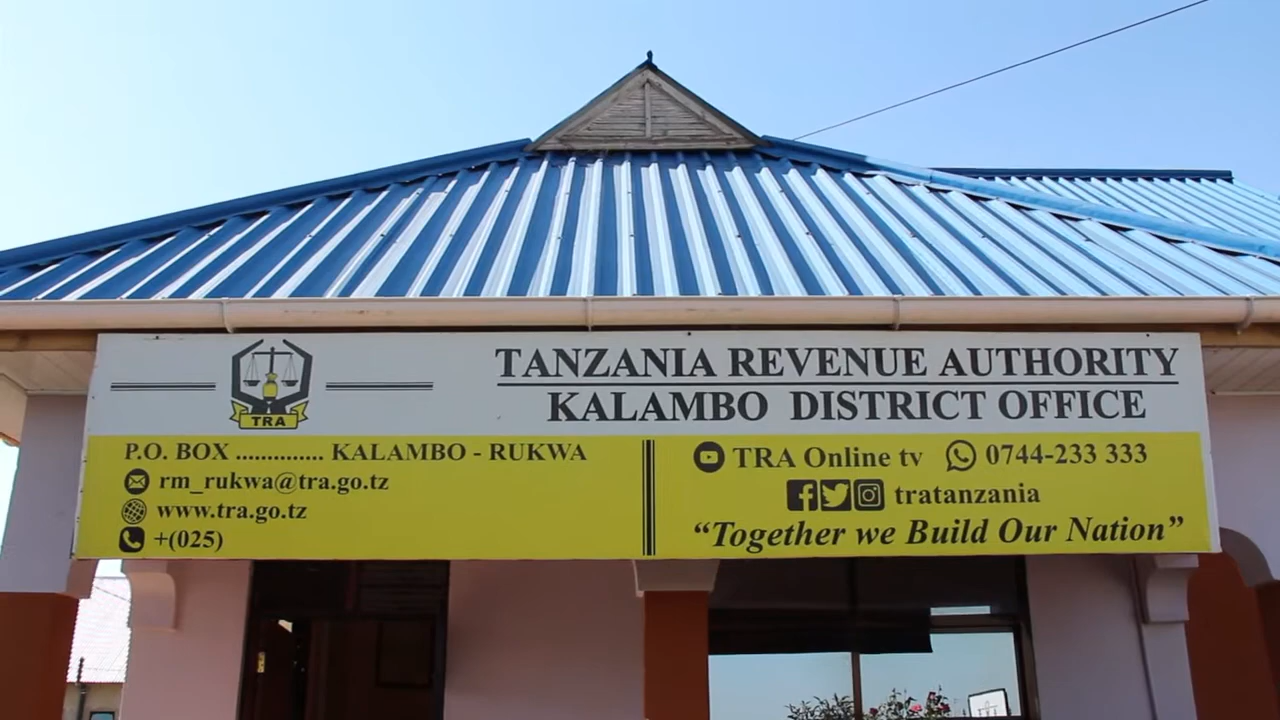 TRA
TANZANIA REVENUE AUTHORITY
KALAMBO DISTRICT OFFICE
P.O. BOX .............. KALAMBO - RUKWA
rm_rukwa@tra.go.tz
www.tra.go.tz
+(025)
TRA Online tv 0744-233 333
tratanzania
“Together we Build Our Nation”